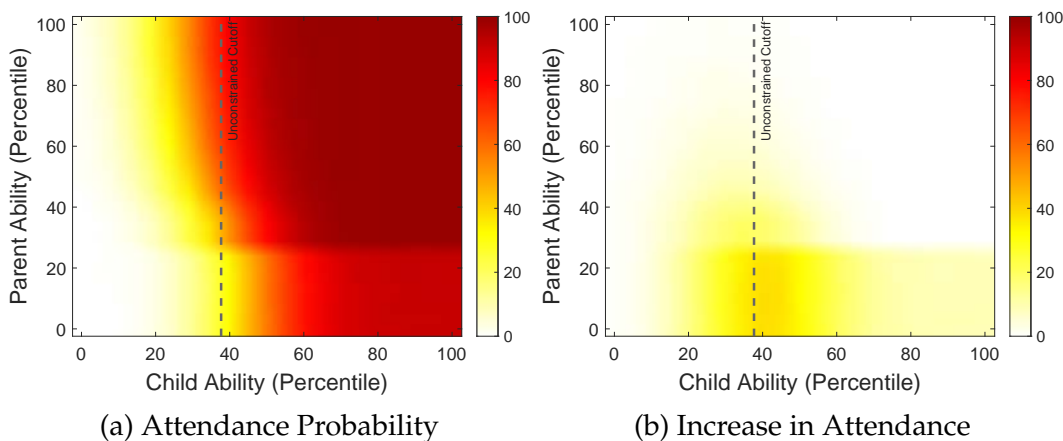 100
80
60
40
20
0
Parent Ability (Percentile)
Unconstrained Cutoff
0 20 40 60 80 100
Child Ability (Percentile)
100
80
60
40
20
0
(a) Attendance Probability
100
80
60
40
20
0
Parent Ability (Percentile)
Unconstrained Cutoff
0 20 40 60 80 100
Child Ability (Percentile)
100
80
60
40
20
0
(b) Increase in Attendance